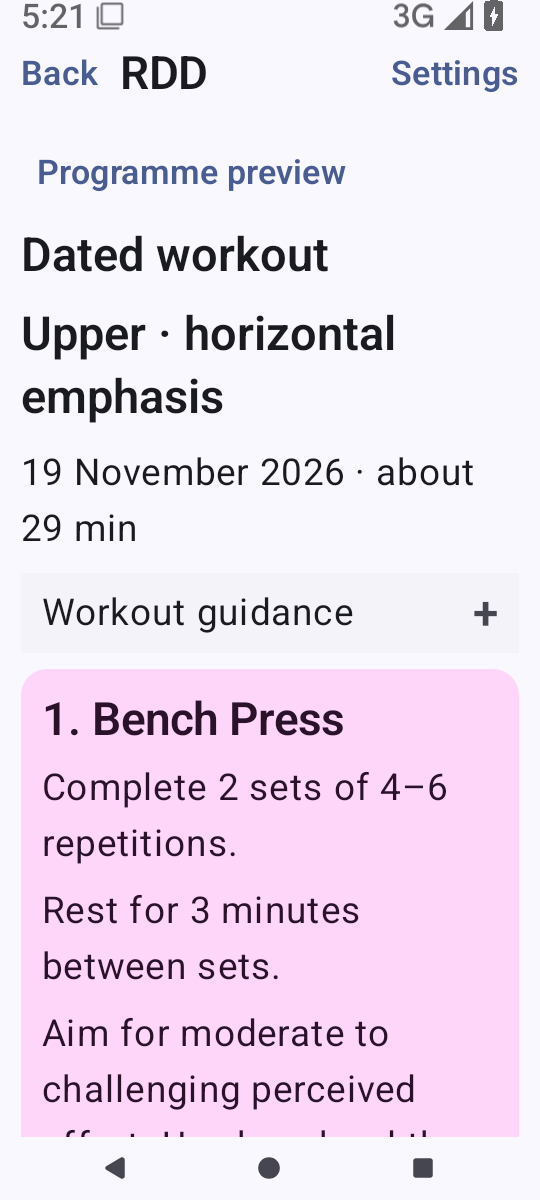 5:21 3G
Back RDD Settings
Programme preview
Dated workout
Upper · horizontal
emphasis
19 November 2026 · about
29 min
Workout guidance +
1. Bench Press
Complete 2 sets of 4–6
repetitions.
Rest for 3 minutes
between sets.
Aim for moderate to
challenging perceived